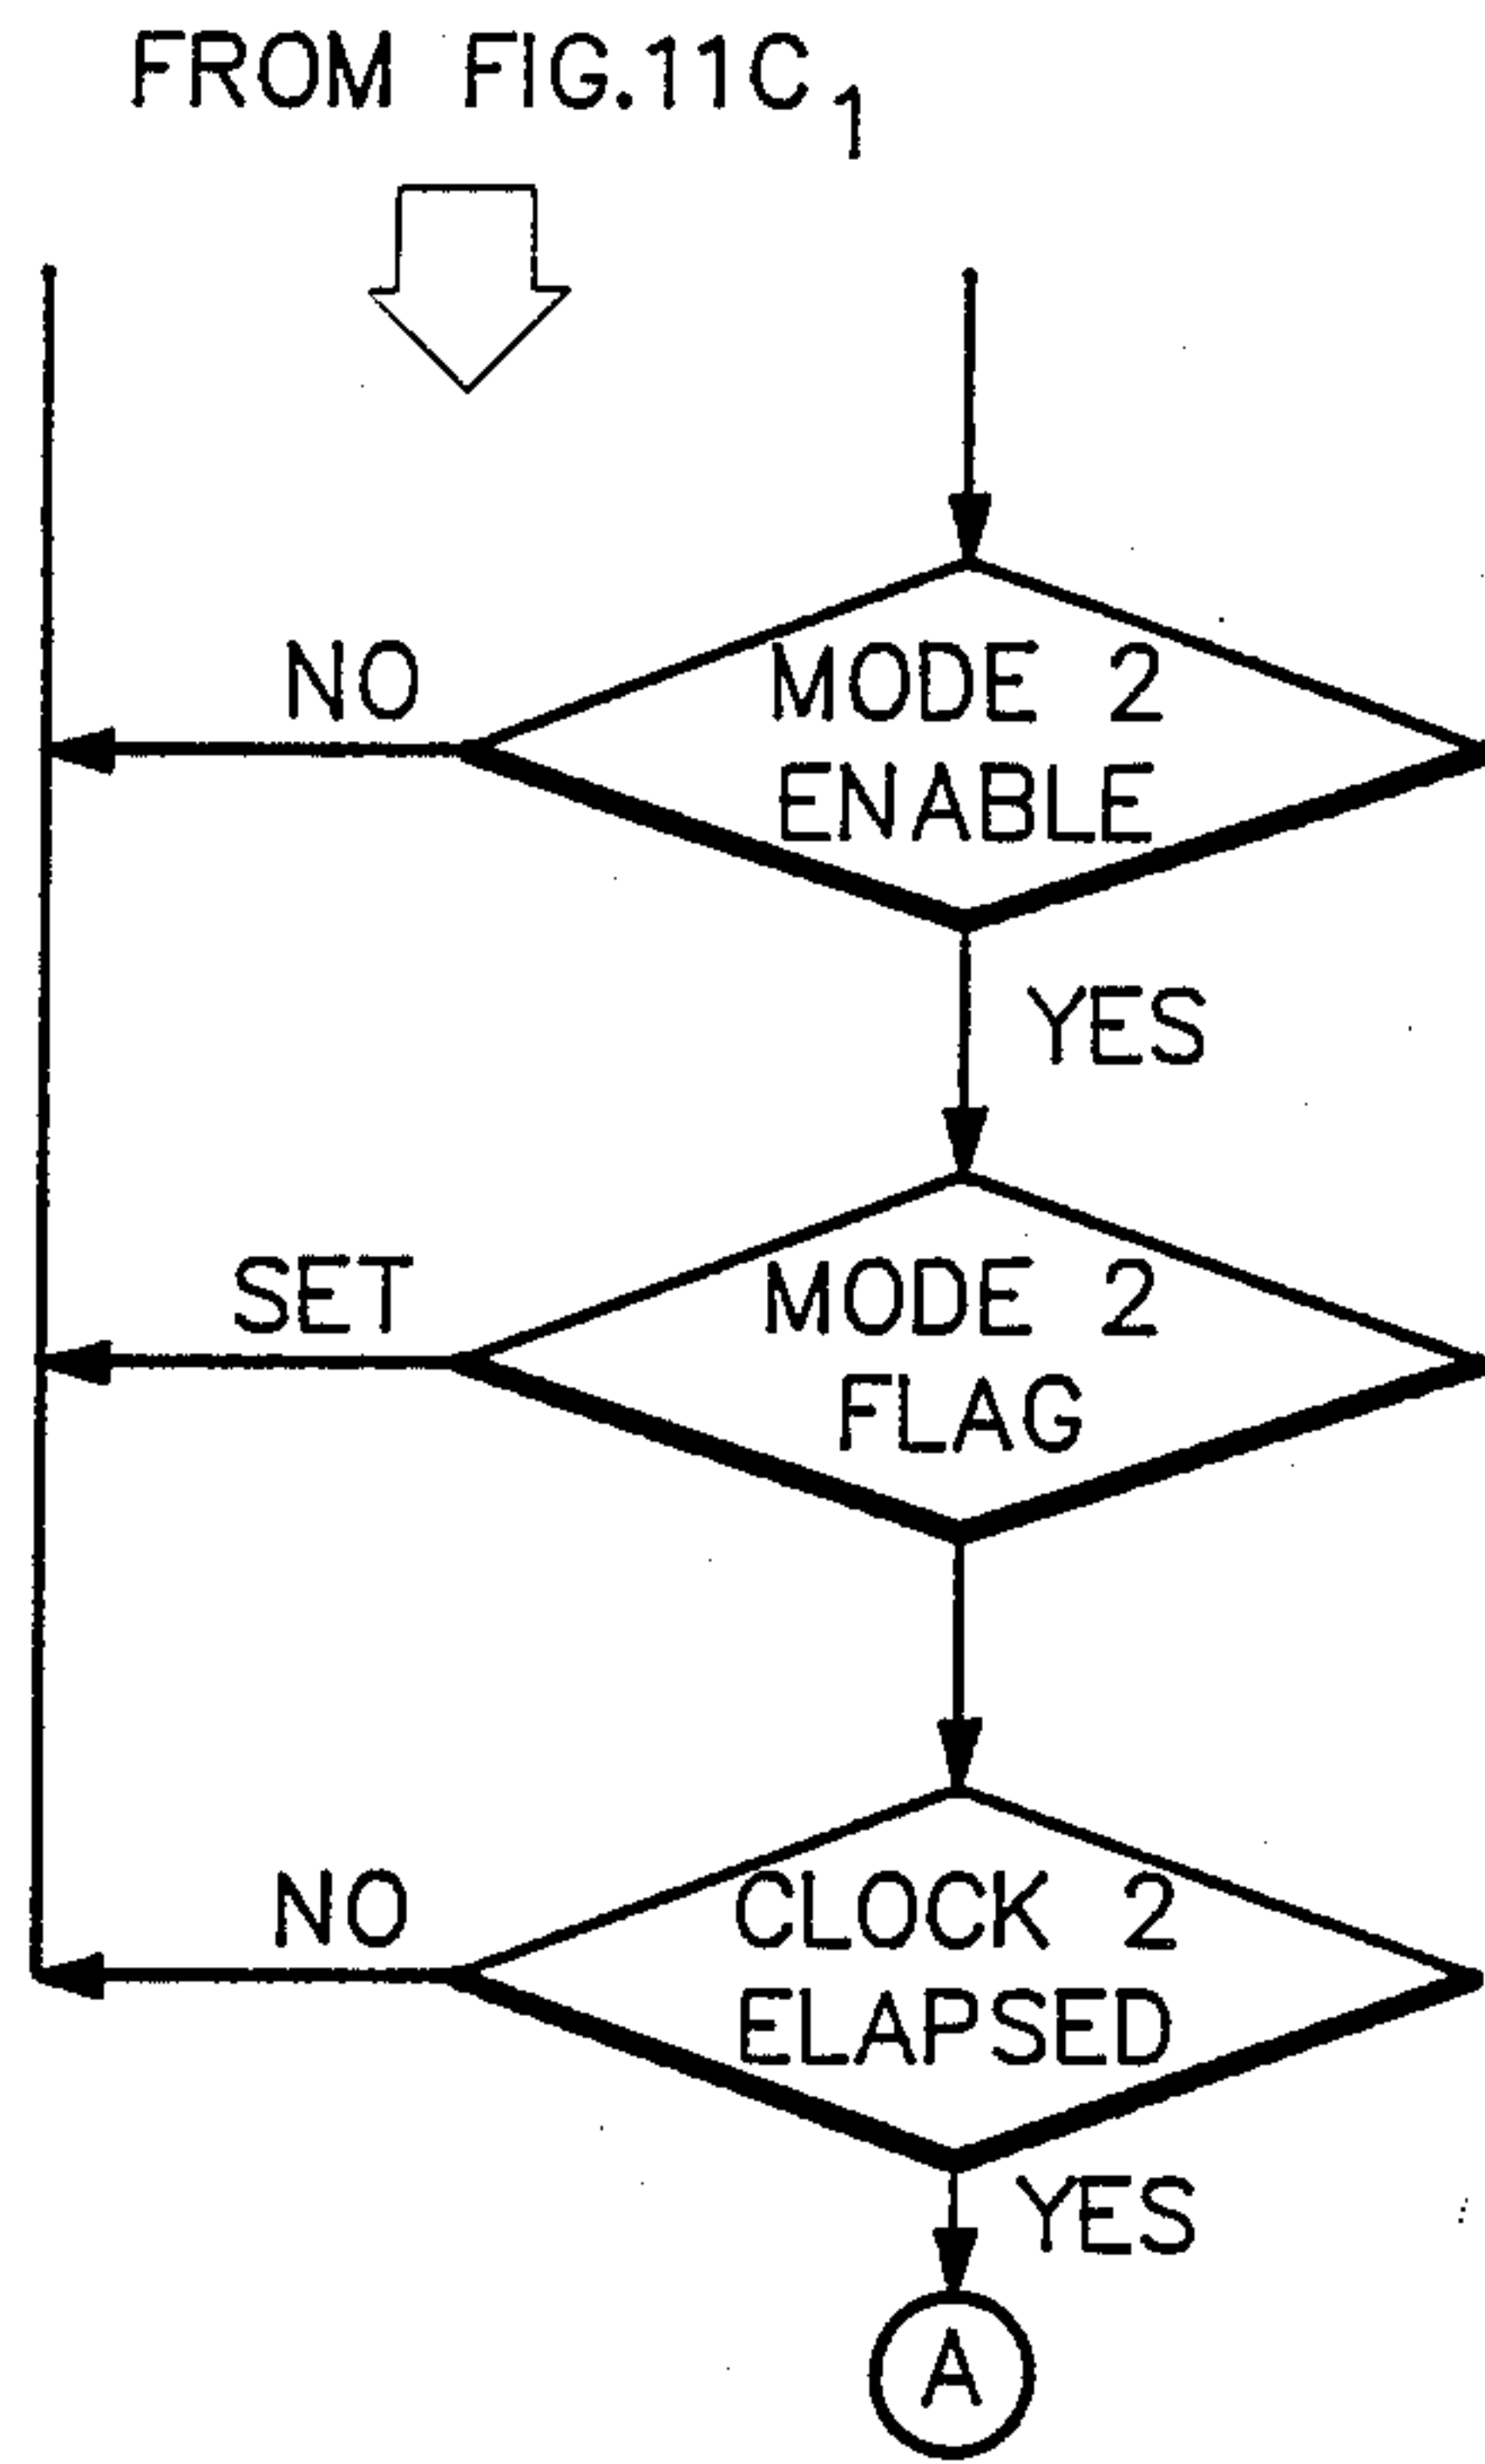 FROM FIG.11C1
NO
MODE 2
ENABLE
YES
SET
MODE 2
FLAG
NO
CLOCK 2
ELAPSED
YES
A